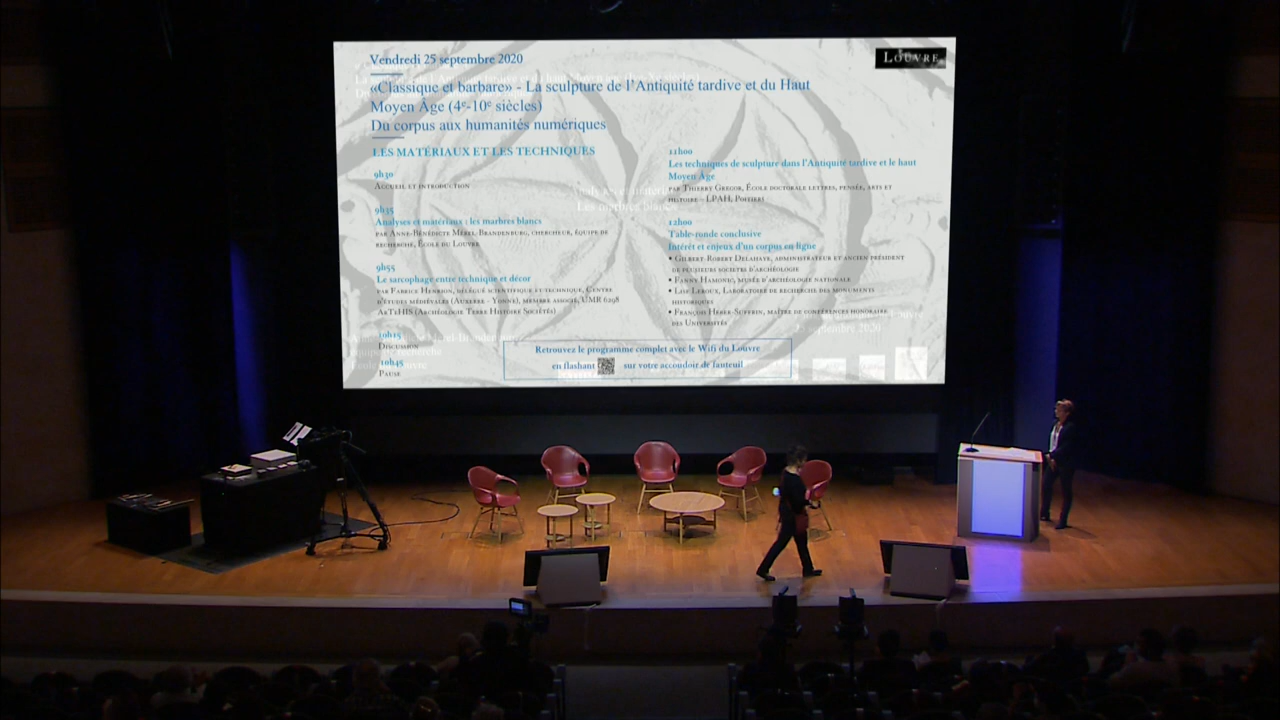 Vendredi 25 septembre 2020
LOUVRE
«Classique et barbare» - La sculpture de l'Antiquité tardive et du Haut
Moyen Âge (4e-10e siècles)
Du corpus aux humanités numériques
LES MATÉRIAUX ET LES TECHNIQUES
9h30
Accueil et introduction
9h35
Analyses et matériaux : les marbres blancs
par Anne-Bénédicte Mérel-Brandenburg, chercheur, équipe de
recherche, École du Louvre
9h55
Le sarcophage entre technique et décor
par Fabrice Henrion, délégué scientifique et technique, Centre
d'études médiévales (Auxerre - Yonne), membre associé, UMR 6298
ArTeHiS (Archéologie Terre Histoire Sociétés)
10h15
Discussion
10h45
Pause
11h00
Les techniques de sculpture dans l'Antiquité tardive et le haut
Moyen Âge
par Thierry Gregor, École doctorale lettres, pensée, arts et
histoire – LPAH, Poitiers
12h00
Table-ronde conclusive
Intérêt et enjeux d'un corpus en ligne
• Gilbert-Robert Delahaye, administrateur et ancien président
de plusieurs sociétés d'archéologie
• Fanny Hamonic, musée d'archéologie nationale
• Lise Leroux, Laboratoire de recherche des monuments
historiques
• François Heber-Suffrin, maître de conférences honoraire
des Universités
Retrouvez le programme complet avec le Wifi du Louvre
en flashant sur votre accoudoir de fauteuil